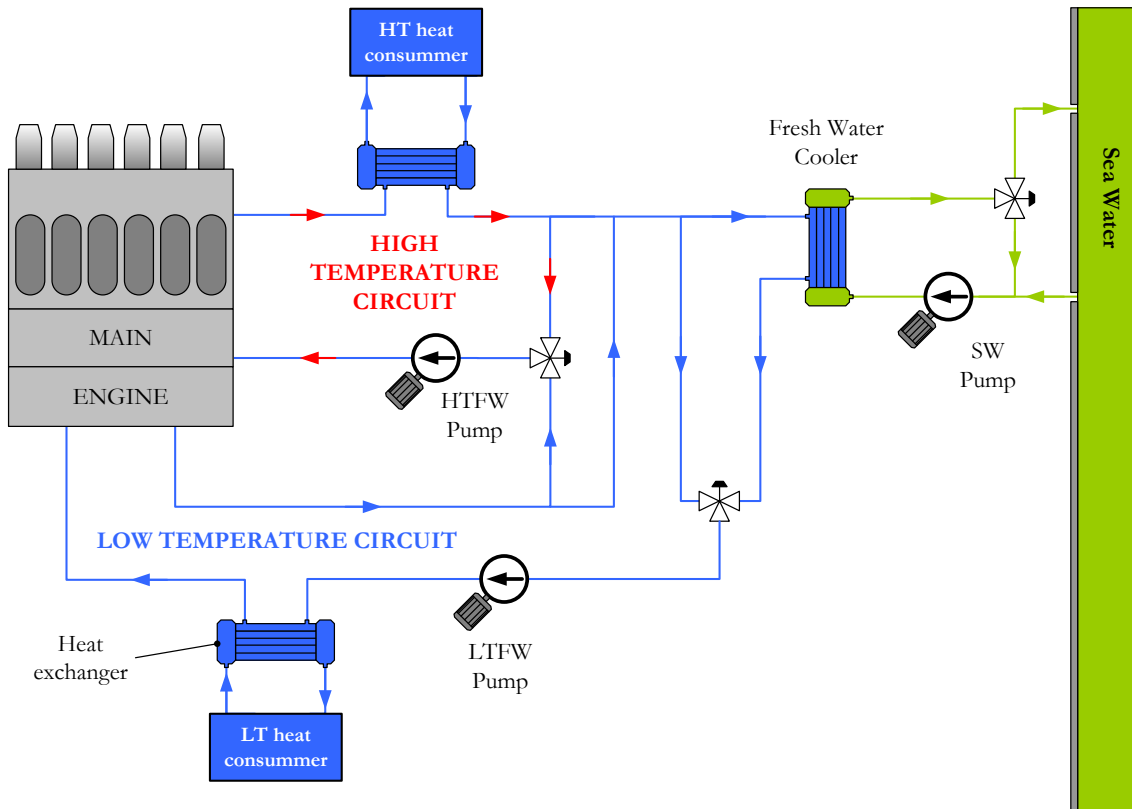 HT heat
consummer
Fresh Water
Cooler
Sea Water
HIGH
TEMPERATURE
CIRCUIT
MAIN
ENGINE
HTFW
Pump
SW
Pump
LOW TEMPERATURE CIRCUIT
Heat
exchanger
LTFW
Pump
LT heat
consummer